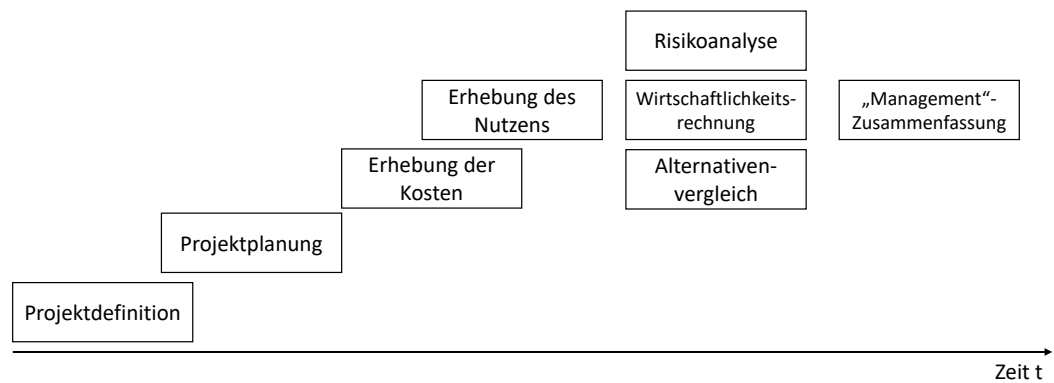 Risikoanalyse
Erhebung des
Nutzens
Wirtschaftlichkeits-
rechnung
„Management“-
Zusammenfassung
Erhebung der
Kosten
Alternativen-
vergleich
Projektplanung
Projektdefinition
Zeit t